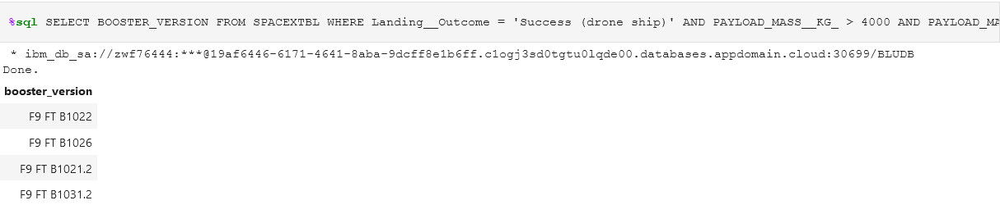 %sql SELECT BOOSTER_VERSION FROM SPACEXTBL WHERE Landing__Outcome = 'Success (drone ship)' AND PAYLOAD_MASS__KG_ > 4000 AND
* ibm_db_sa://zwf76444:***@19af6446-6171-4641-8aba-9dcff8e1b6ff.c1ogj3sd0tgtu0lqde00.databases.appdomain.cloud:30699/BLUDB
Done.
booster_version
F9 FT B1022
F9 FT B1026
F9 FT B1021.2
F9 FT B1031.2